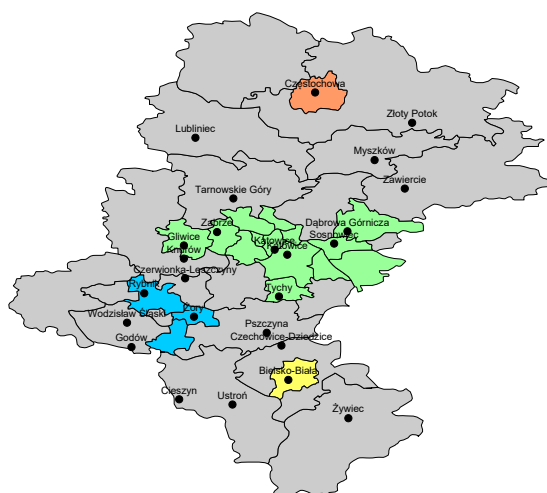 Częstochowa
Złoty Potok
Lubliniec
Myszków
Zawiercie
Tarnowskie Góry
Zabrze
Dąbrowa Górnicza
Gliwice
Sosnowiec
Katowice
Katowice
Knurów
Czerwionka-Leszczyny
Rybnik
Tychy
Wodzisław Śląski
Żory
Pszczyna
Godów
Czechowice-Dziedzice
Bielsko-Biała
Cieszyn
Ustroń
Żywiec